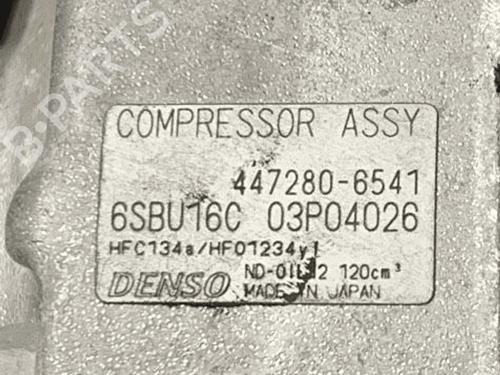 B-PARTS
COMPRESSOR ASSY
447280-6541
6SBU16C 03P04026
HFC134a/HFO1234yf
DENSO
120cm³
MADE IN JAPAN